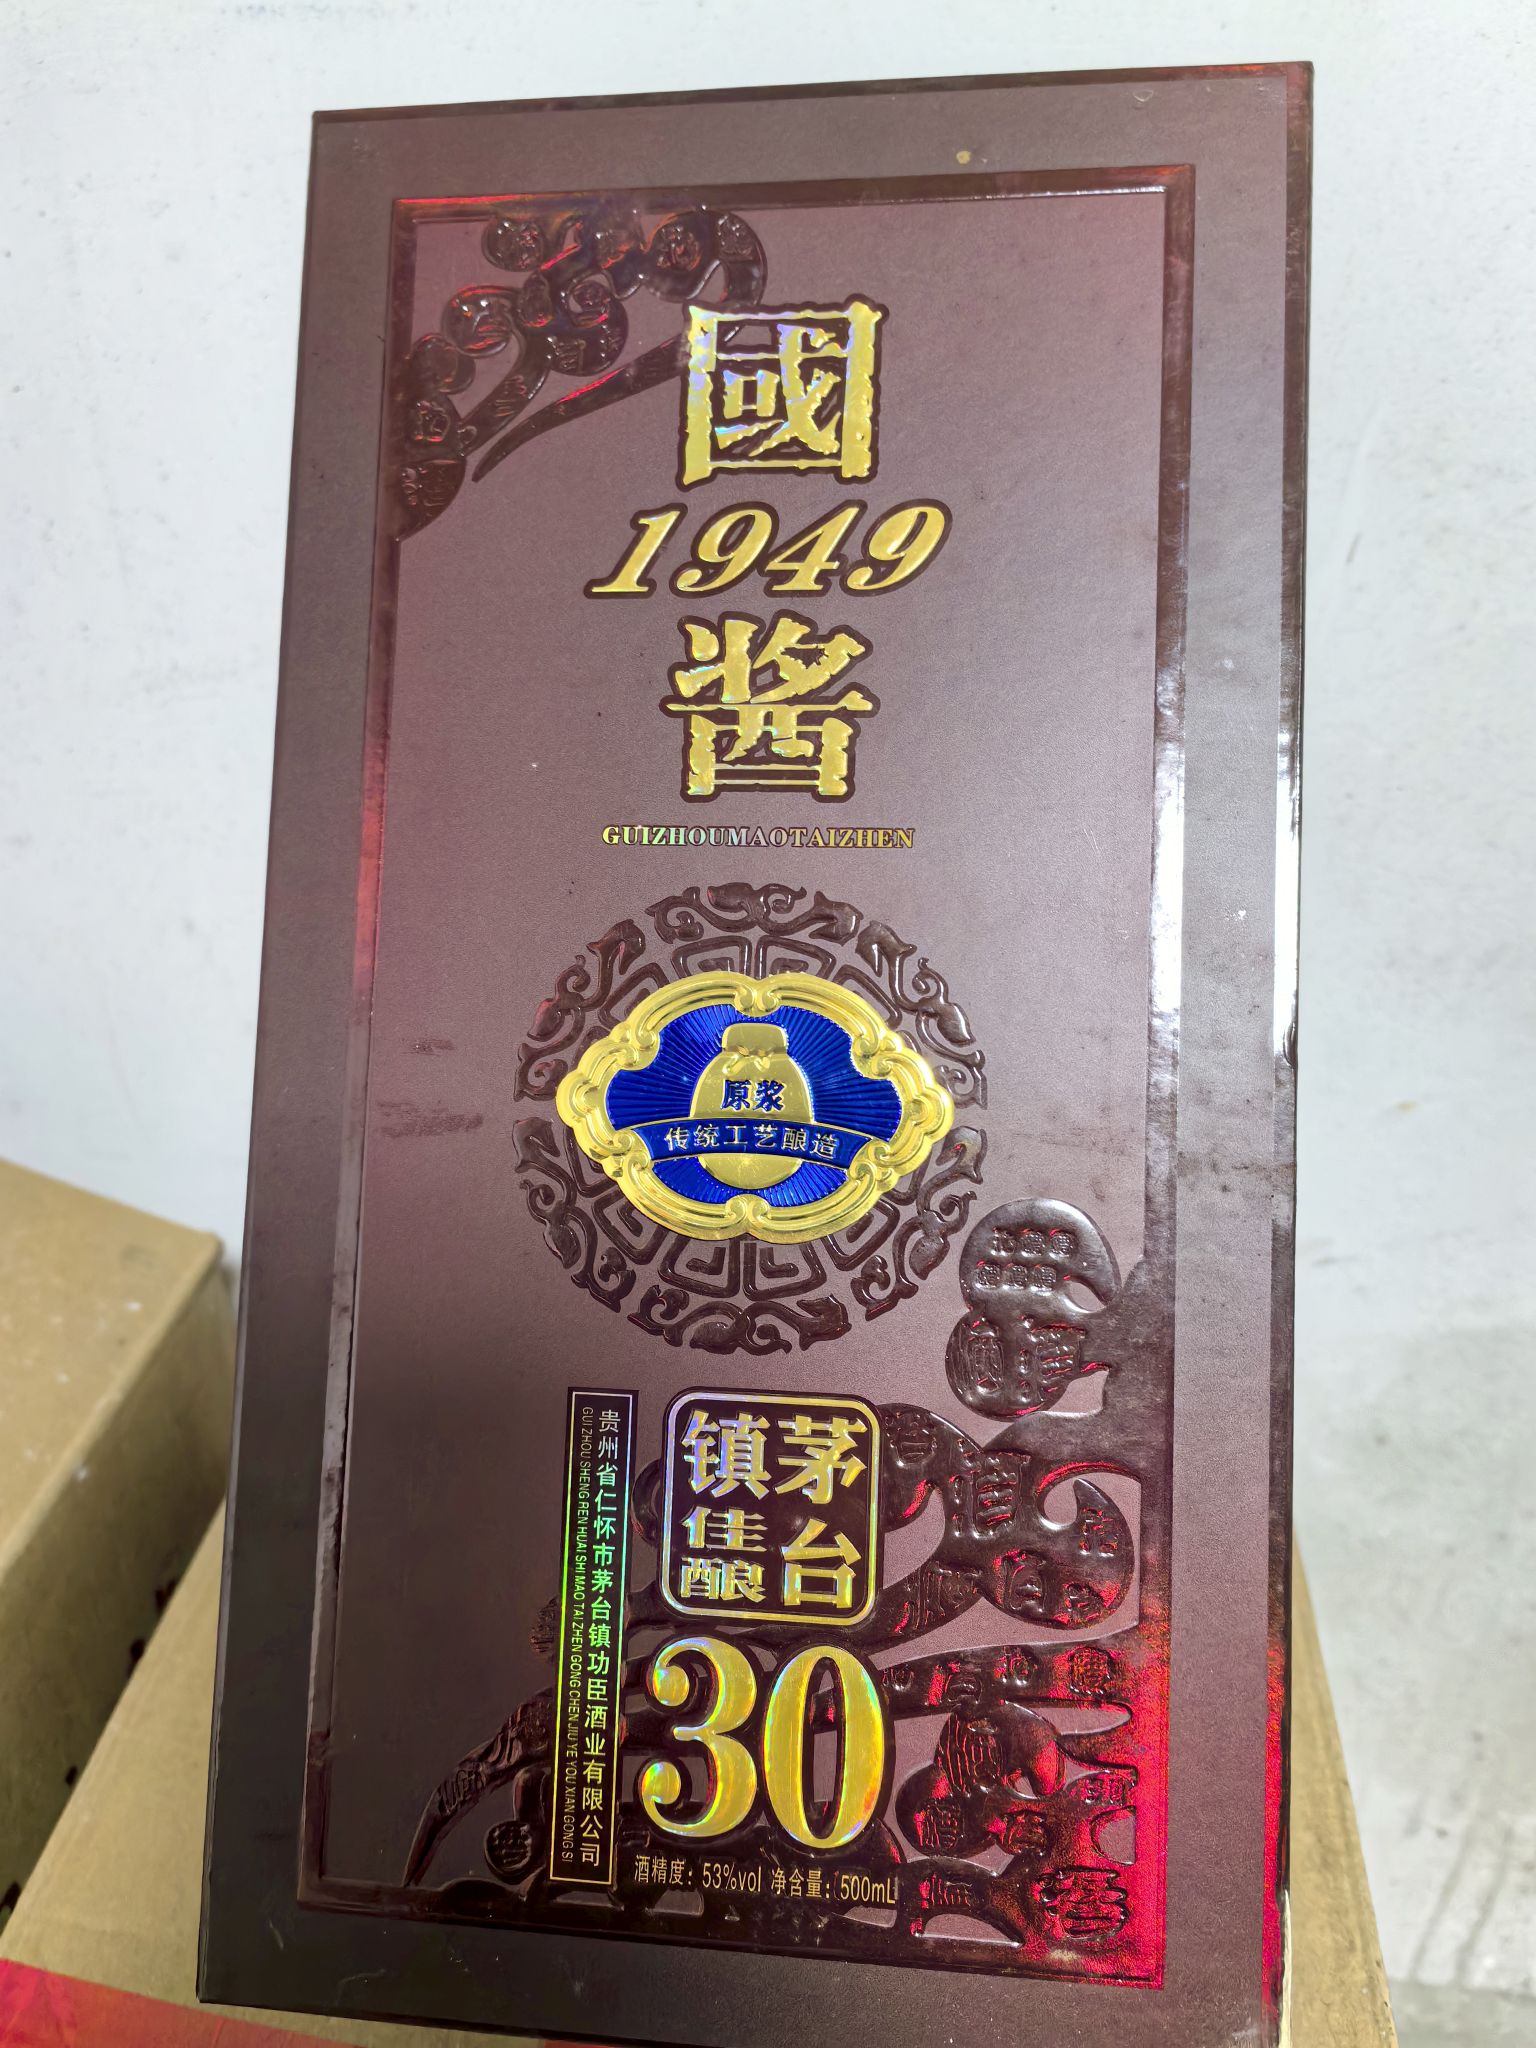 國
1949
酱
GUIZHOUMAOTAIZHEN
原浆
传统工艺酿造
茅台
镇佳酿
30
贵州省仁怀市茅台镇功臣酒业有限公司
GUIZHOU SHENG REN HUAI SHI MAO TAI ZHEN GONG CHEN JIU YE YOU XIAN GONG SI
酒精度：53%vol 净含量：500mL